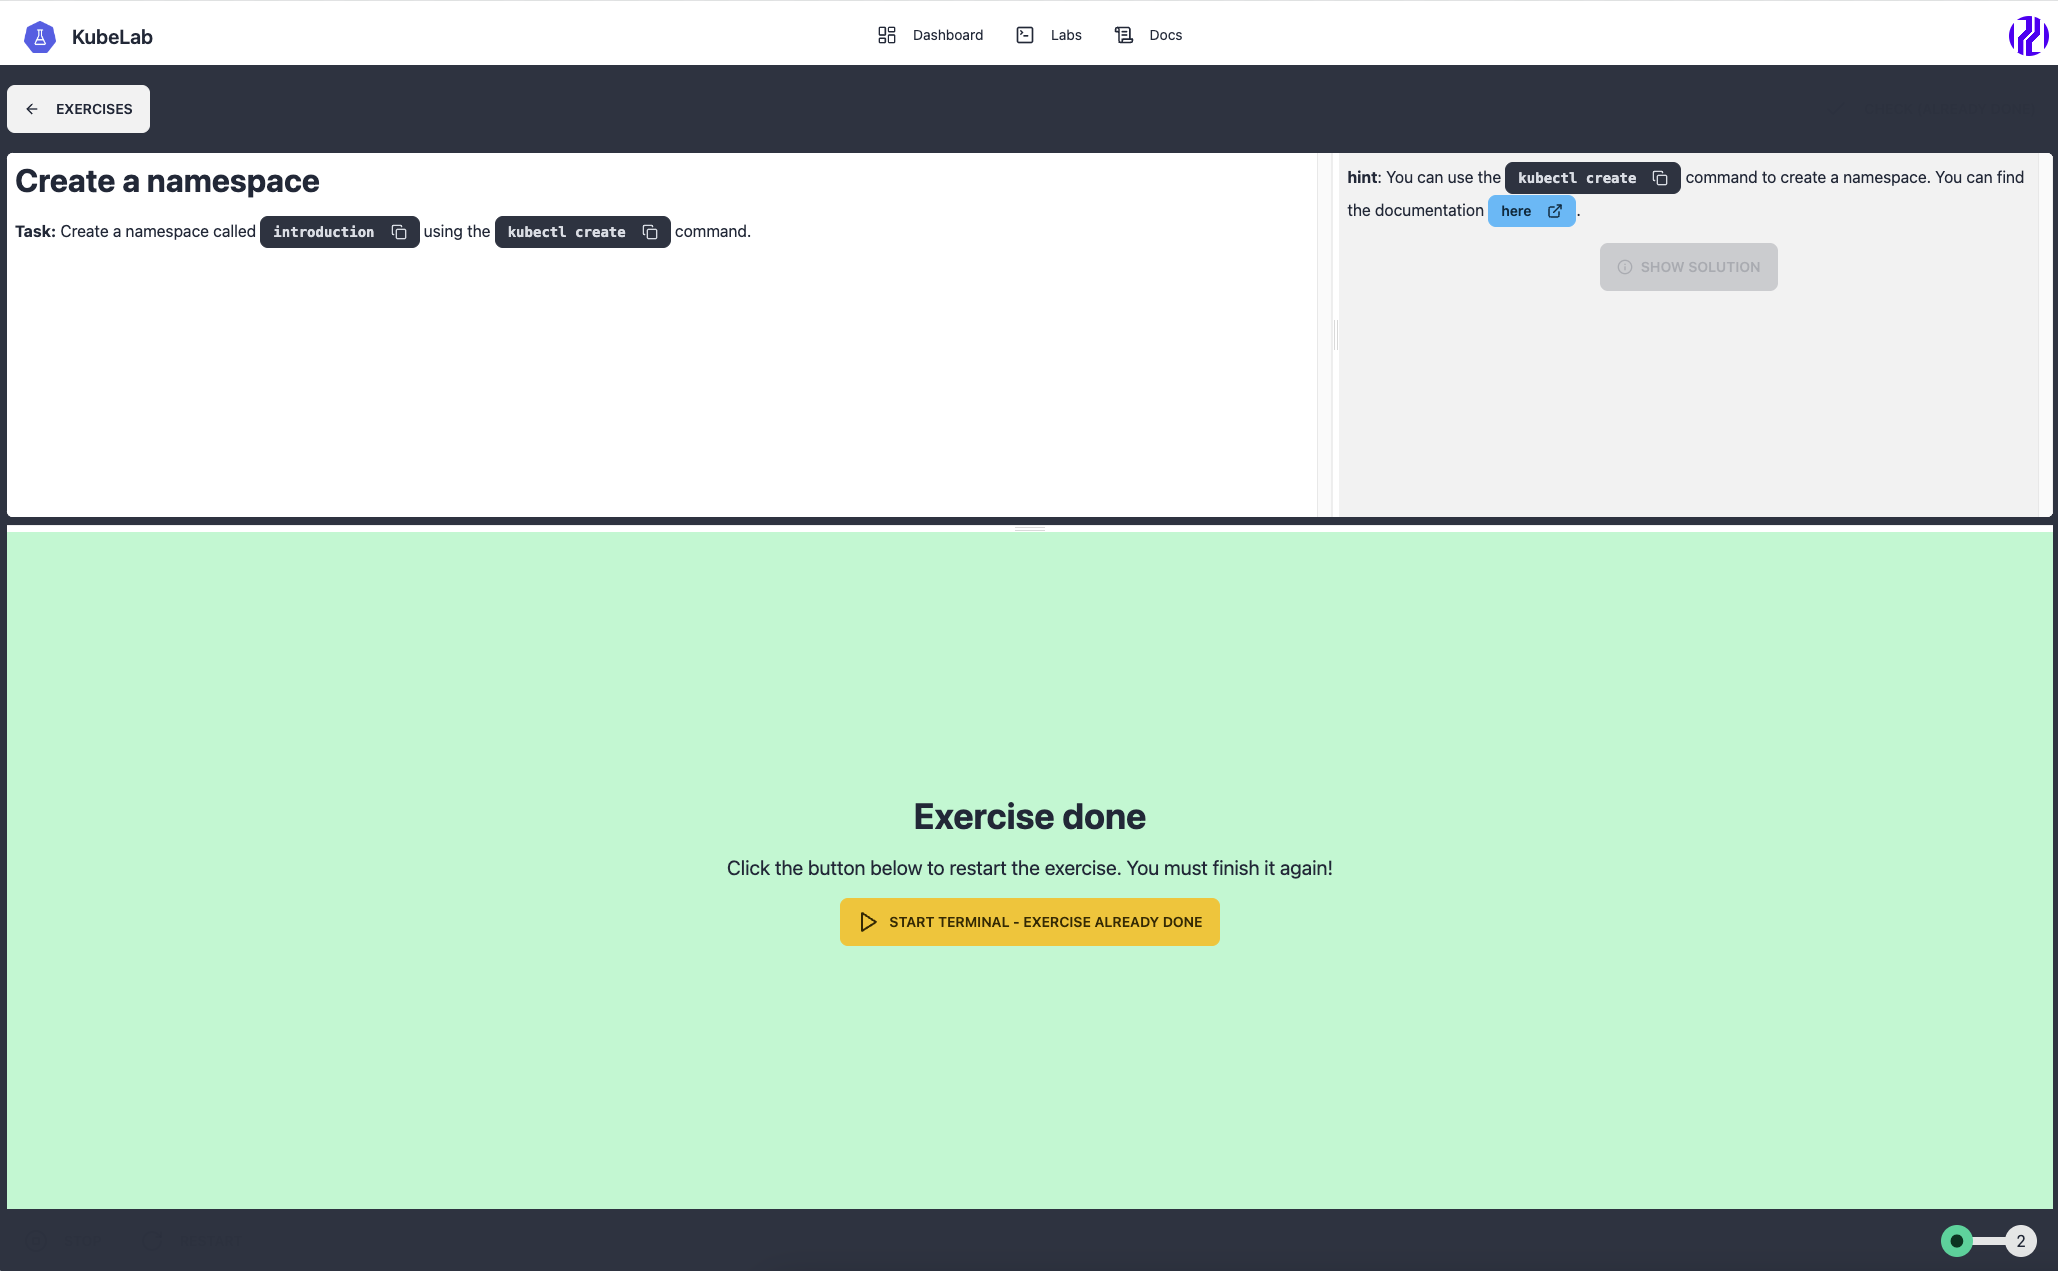 KubeLab
Dashboard
Labs
Docs
EXERCISES
Create a namespace
Task: Create a namespace called introduction using the kubectl create command.
hint: You can use the kubectl create command to create a namespace. You can find
the documentation here .
SHOW SOLUTION
Exercise done
Click the button below to restart the exercise. You must finish it again!
START TERMINAL - EXERCISE ALREADY DONE
2